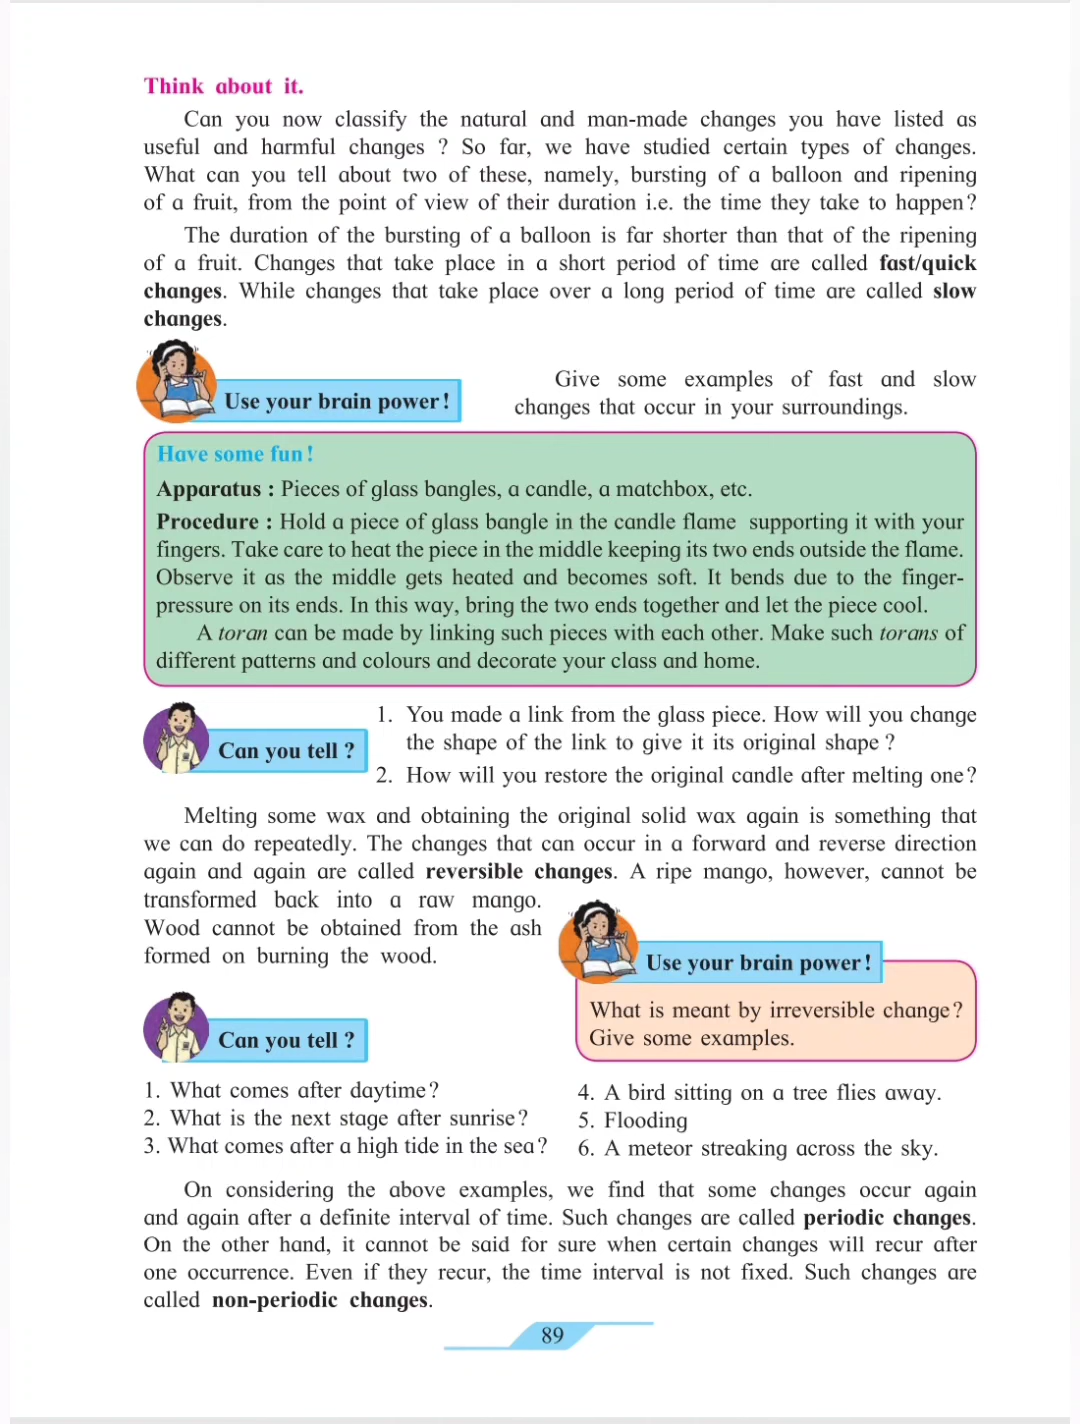 Think about it.
Can you now classify the natural and man-made changes you have listed as
useful and harmful changes ? So far, we have studied certain types of changes.
What can you tell about two of these, namely, bursting of a balloon and ripening
of a fruit, from the point of view of their duration i.e. the time they take to happen?
The duration of the bursting of a balloon is far shorter than that of the ripening
of a fruit. Changes that take place in a short period of time are called fast/quick
changes. While changes that take place over a long period of time are called slow
changes.
Use your brain power!
Give some examples of fast and slow
changes that occur in your surroundings.
Have some fun!
Apparatus : Pieces of glass bangles, a candle, a matchbox, etc.
Procedure : Hold a piece of glass bangle in the candle flame supporting it with your
fingers. Take care to heat the piece in the middle keeping its two ends outside the flame.
Observe it as the middle gets heated and becomes soft. It bends due to the finger-
pressure on its ends. In this way, bring the two ends together and let the piece cool.
A toran can be made by linking such pieces with each other. Make such torans of
different patterns and colours and decorate your class and home.
Can you tell ?
1. You made a link from the glass piece. How will you change
the shape of the link to give it its original shape ?
2. How will you restore the original candle after melting one?
Melting some wax and obtaining the original solid wax again is something that
we can do repeatedly. The changes that can occur in a forward and reverse direction
again and again are called reversible changes. A ripe mango, however, cannot be
transformed back into a raw mango.
Wood cannot be obtained from the ash
formed on burning the wood.
Use your brain power!
What is meant by irreversible change?
Give some examples.
Can you tell ?
1. What comes after daytime?
2. What is the next stage after sunrise?
3. What comes after a high tide in the sea?
4. A bird sitting on a tree flies away.
5. Flooding
6. A meteor streaking across the sky.
On considering the above examples, we find that some changes occur again
and again after a definite interval of time. Such changes are called periodic changes.
On the other hand, it cannot be said for sure when certain changes will recur after
one occurrence. Even if they recur, the time interval is not fixed. Such changes are
called non-periodic changes.
89